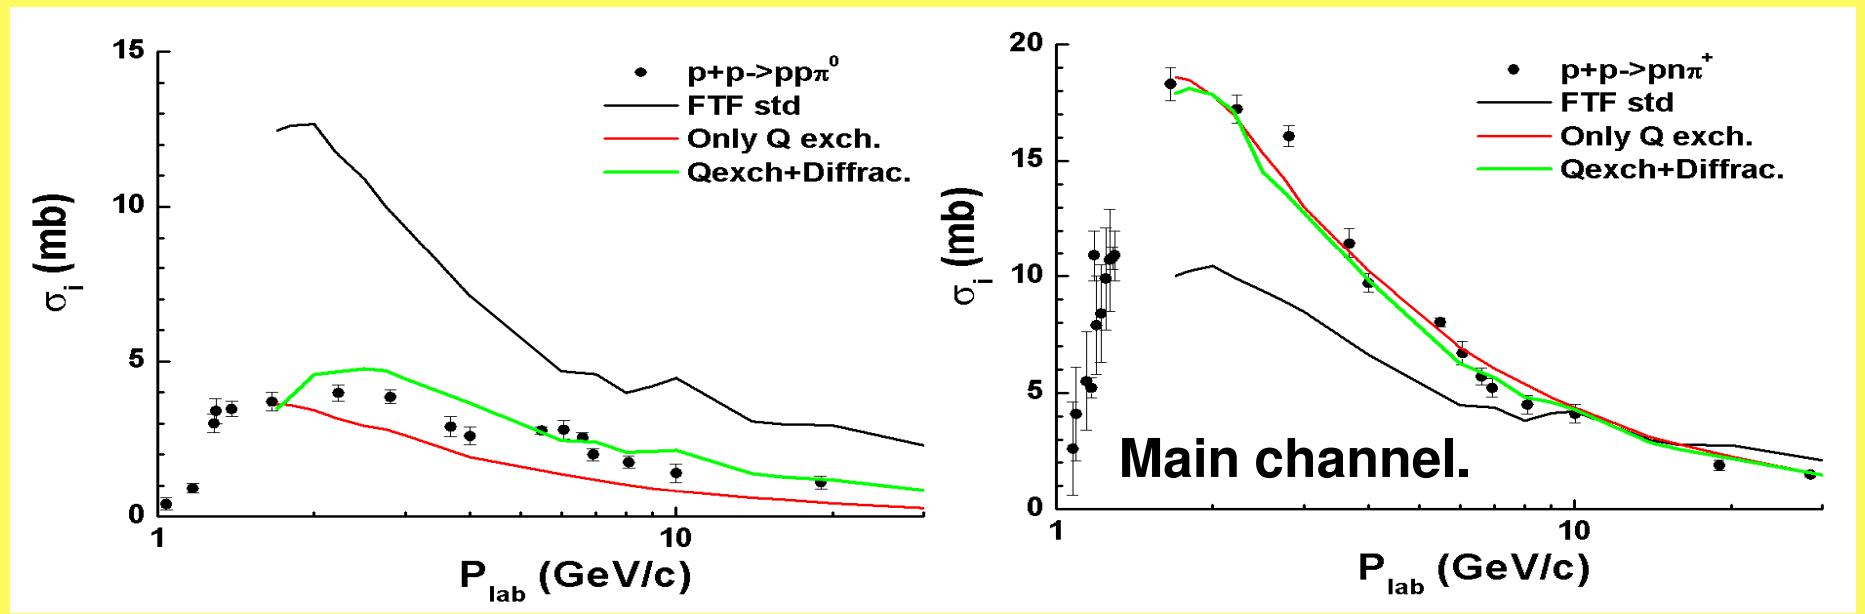 15
10
5
0
1
10
σi (mb)
Plab (GeV/c)
p+p->ppπ0
FTF std
Only Q exch.
Qexch+Diffrac.
20
15
10
5
0
1
10
σi (mb)
Plab (GeV/c)
p+p->pnπ+
FTF std
Only Q exch.
Qexch+Diffrac.
Main channel.